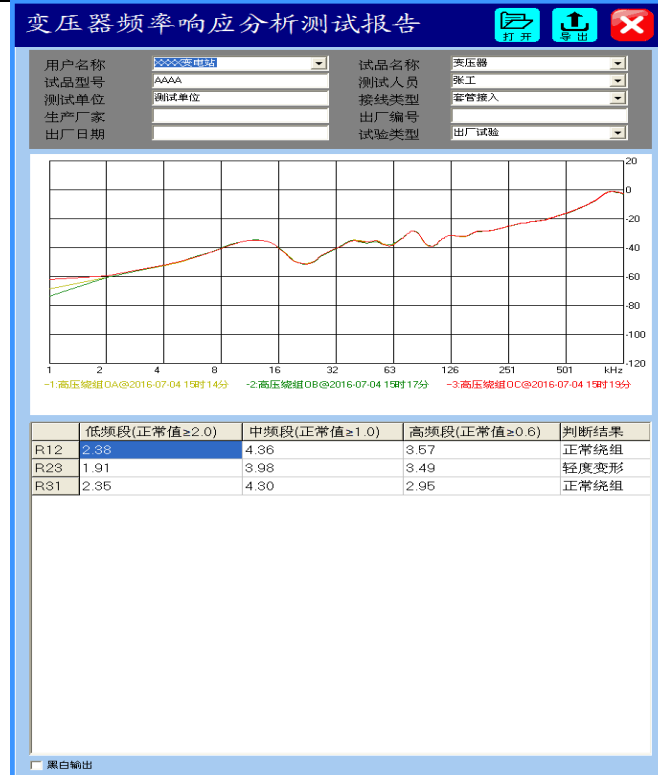 变压器频率响应分析测试报告
打开 导出
用户名称 XXXX变电站 试品名称 变压器
试品型号 AAAA 测试人员 张工
测试单位 测试单位 接线类型 套管接入
生产厂家 出厂编号
出厂日期 试验类型 出厂试验
20
0
-20
-40
-60
-80
-100
-120
1 2 4 8 16 32 63 126 251 501 kHz
-1:高压绕组OA@2016-07-04 15时14分 -2:高压绕组OB@2016-07-04 15时17分 -3:高压绕组OC@2016-07-04 15时19分
低频段(正常值≥2.0) 中频段(正常值≥1.0) 高频段(正常值≥0.6) 判断结果
R12 2.38 4.36 3.57 正常绕组
R23 1.91 3.98 3.49 轻度变形
R31 2.35 4.30 2.95 正常绕组
黑白输出